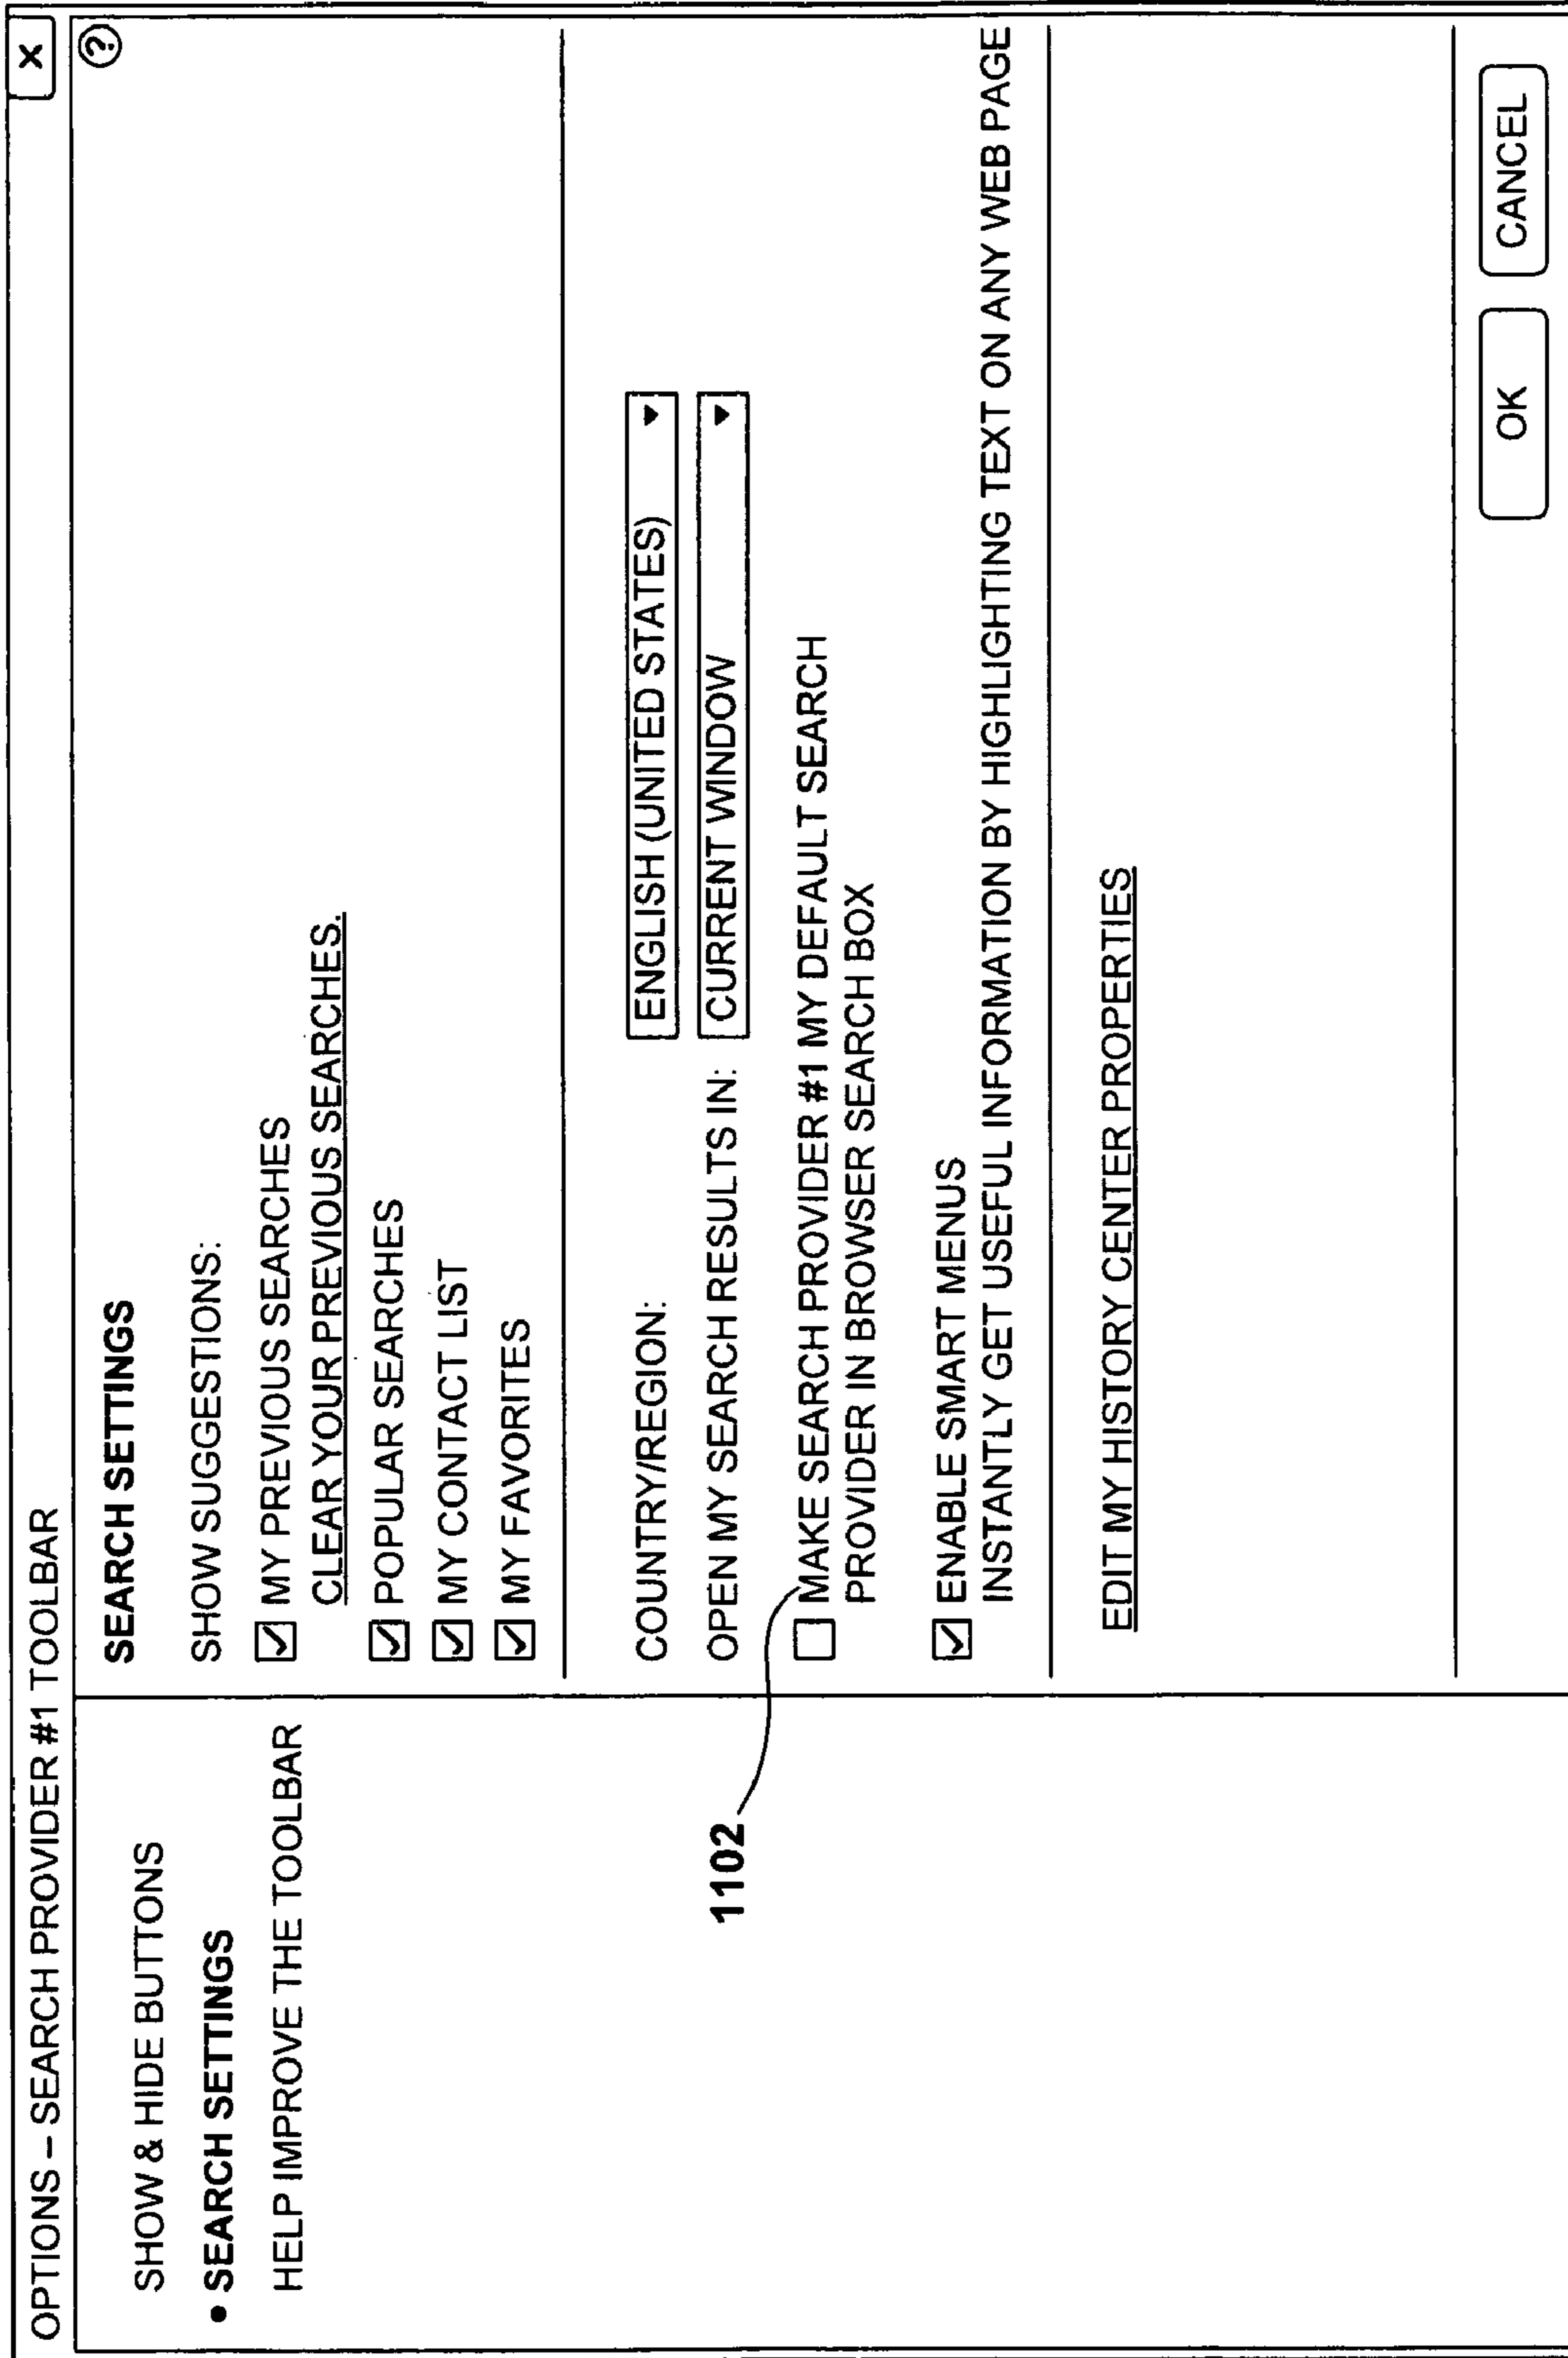 OPTIONS – SEARCH PROVIDER #1 TOOLBAR
X
?
SHOW & HIDE BUTTONS
• SEARCH SETTINGS
HELP IMPROVE THE TOOLBAR
SEARCH SETTINGS
SHOW SUGGESTIONS:
MY PREVIOUS SEARCHES
CLEAR YOUR PREVIOUS SEARCHES.
POPULAR SEARCHES
MY CONTACT LIST
MY FAVORITES
COUNTRY/REGION: ENGLISH (UNITED STATES)
OPEN MY SEARCH RESULTS IN: CURRENT WINDOW
1102
MAKE SEARCH PROVIDER #1 MY DEFAULT SEARCH
PROVIDER IN BROWSER SEARCH BOX
ENABLE SMART MENUS
INSTANTLY GET USEFUL INFORMATION BY HIGHLIGHTING TEXT ON ANY WEB PAGE
EDIT MY HISTORY CENTER PROPERTIES
OK CANCEL